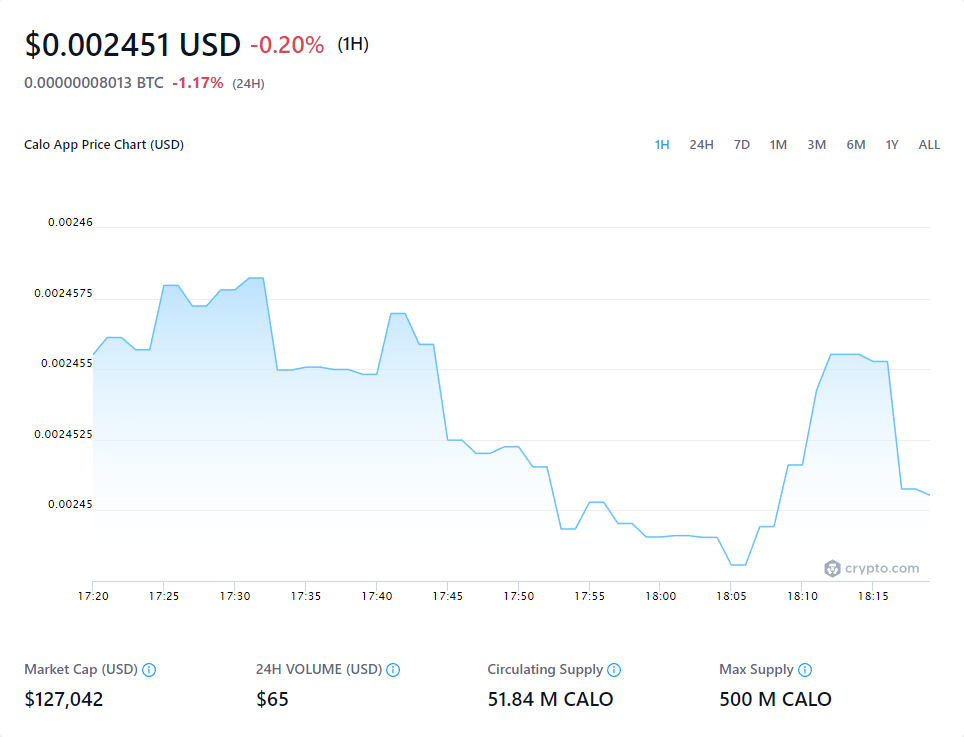 $0.002451 USD -0.20% (1H)
0.00000008013 BTC -1.17% (24H)
Calo App Price Chart (USD)
1H 24H 7D 1M 3M 6M 1Y ALL
0.00246
0.0024575
0.002455
0.0024525
0.00245
crypto.com
17:20 17:25 17:30 17:35 17:40 17:45 17:50 17:55 18:00 18:05 18:10 18:15
Market Cap (USD) 24H VOLUME (USD) Circulating Supply Max Supply
$127,042 $65 51.84 M CALO 500 M CALO